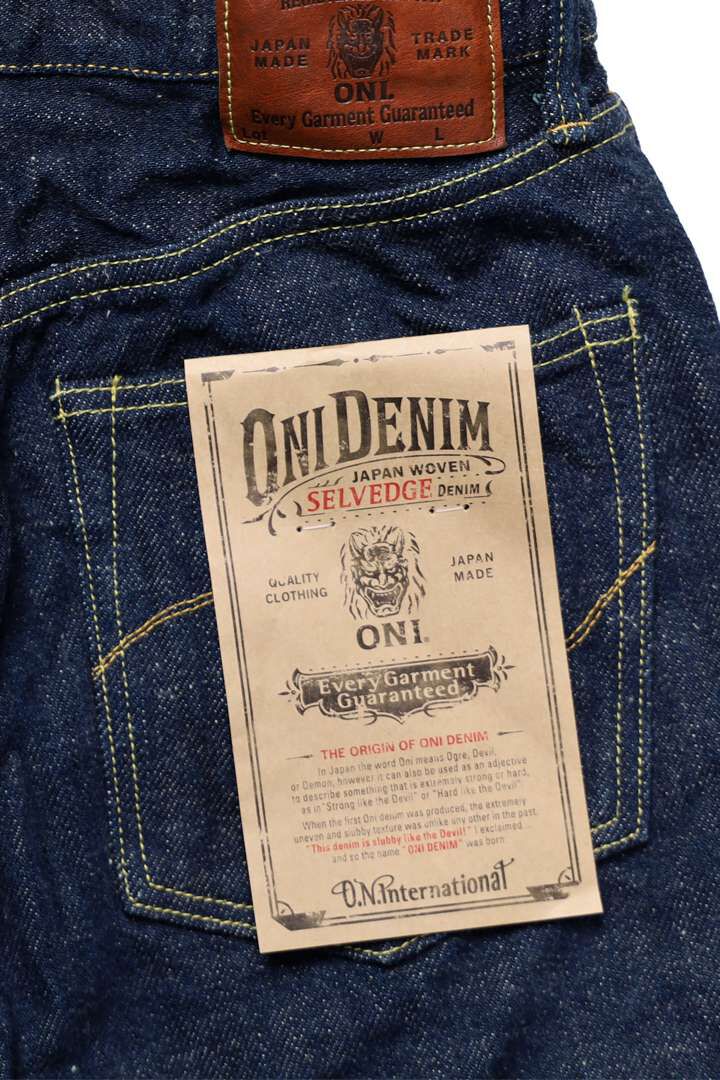 JAPAN MADE
TRADE MARK
ONI.
Every Garment Guaranteed
Lot W L
ONI DENIM
JAPAN WOVEN
SELVEDGE DENIM
QUALITY CLOTHING
JAPAN MADE
ONI.
Every Garment
Guaranteed
THE ORIGIN OF ONI DENIM
In Japan the word Oni means Ogre, Devil,
or Demon, however it can also be used as an adjective
to describe something that is extremely strong or hard,
as in "Strong like the Devil" or "Hard like the Devil"
When the first Oni denim was produced, the extremely
uneven and slubby texture was unlike any other in the past.
"This denim is slubby like the Devil!" I exclaimed ...
and so the name "ONI DENIM" was born
O.N.International